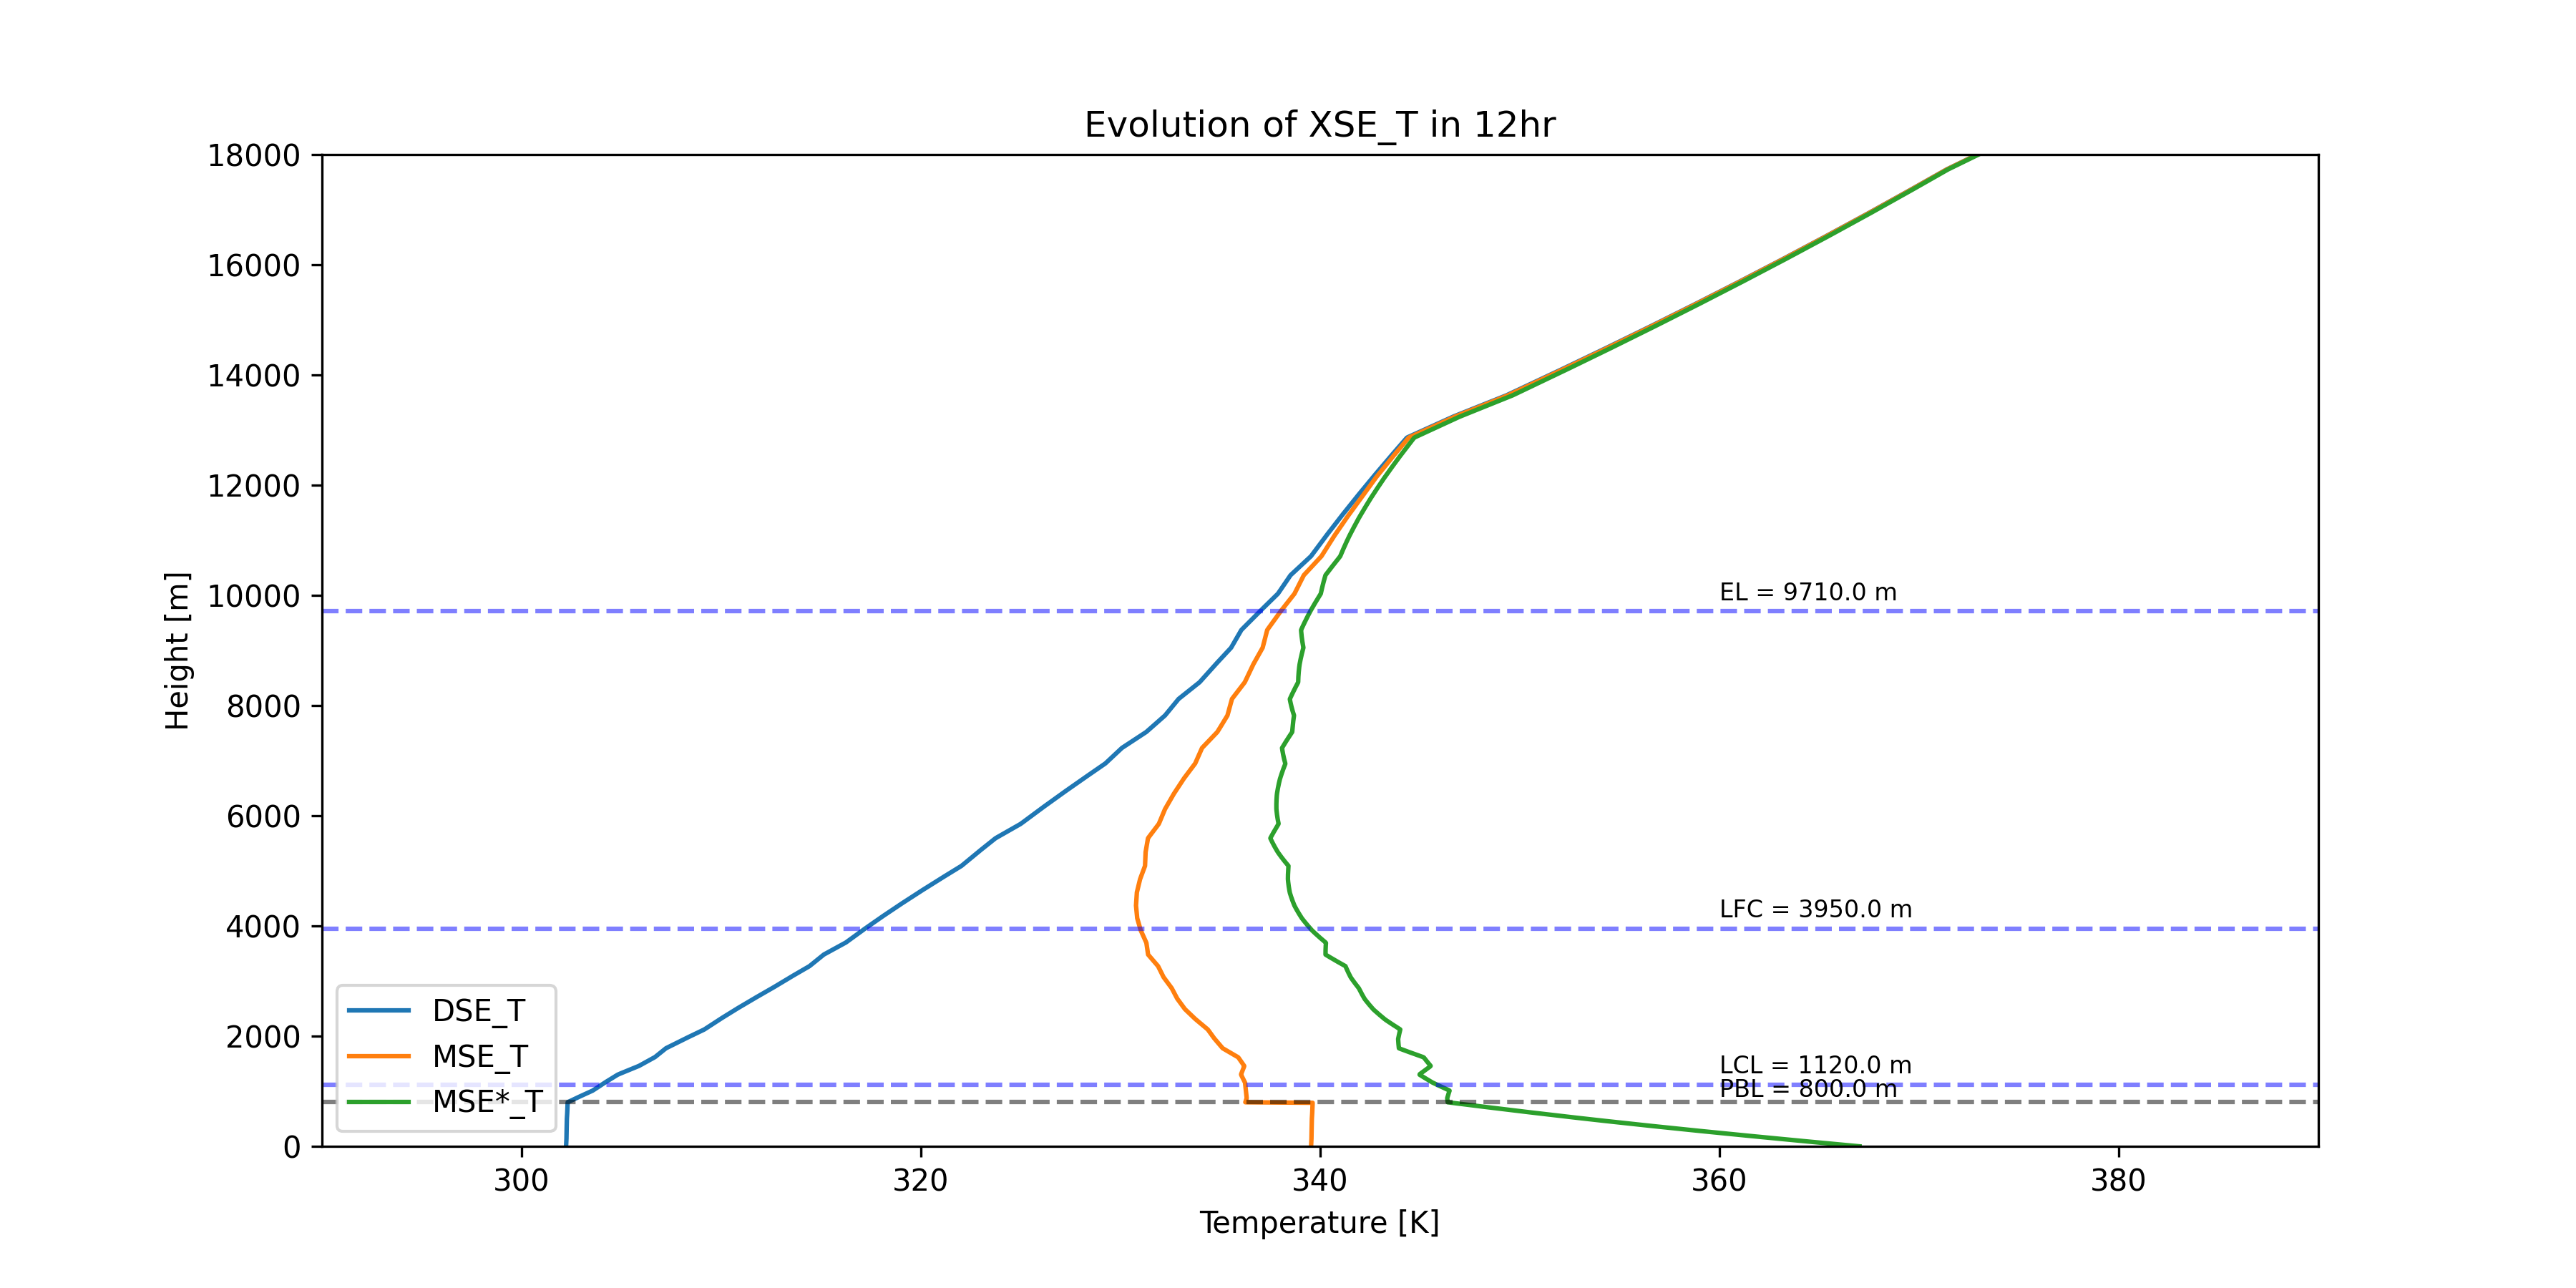 Evolution of XSE_T in 12hr
18000
16000
14000
12000
10000
8000
6000
4000
2000
0
Height [m]
EL = 9710.0 m
LFC = 3950.0 m
LCL = 1120.0 m
PBL = 800.0 m
DSE_T
MSE_T
MSE*_T
300 320 340 360 380
Temperature [K]